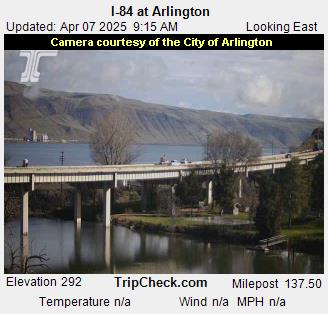 I-84 at Arlington
Updated: Apr 07 2025 9:15 AM Looking East
Camera courtesy of the City of Arlington
Elevation 292 TripCheck.com Milepost 137.50
Temperature n/a Wind n/a MPH n/a